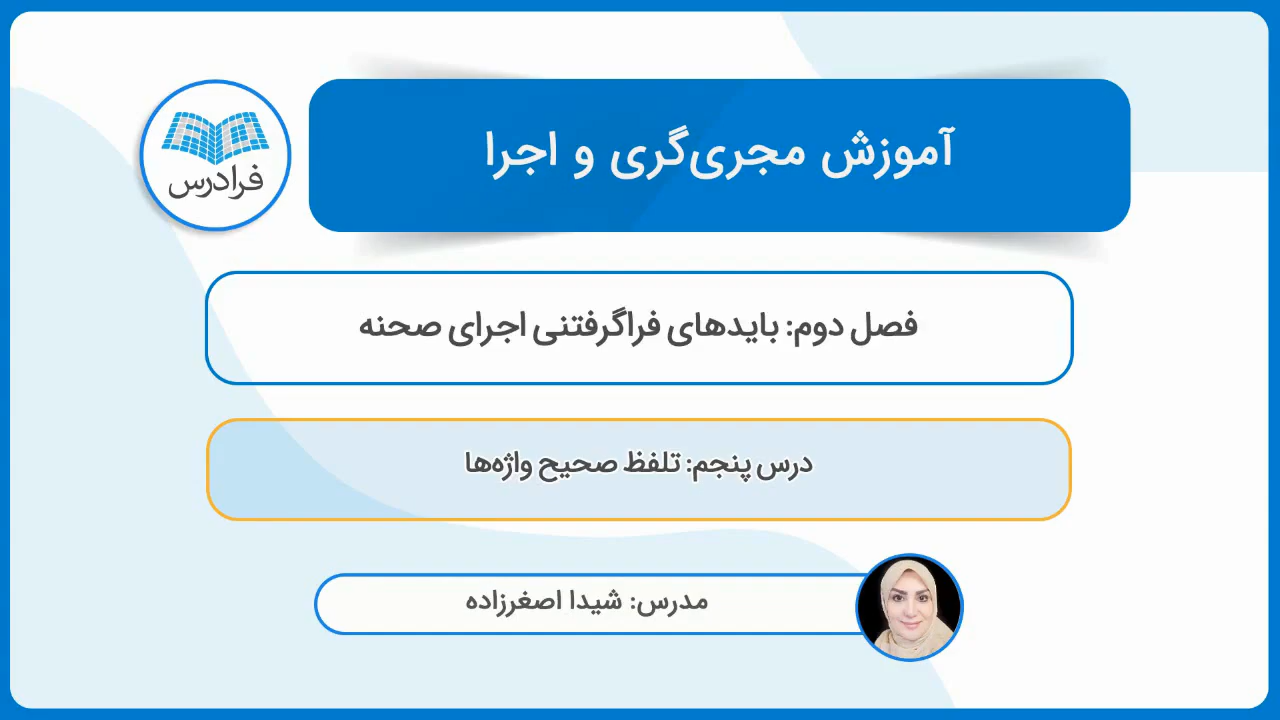 آموزش مجری‌گری و اجرا
فرادرس
فصل دوم: بایدهای فراگرفتنی اجرای صحنه
درس پنجم: تلفظ صحیح واژه‌ها
مدرس: شیدا اصغرزاده